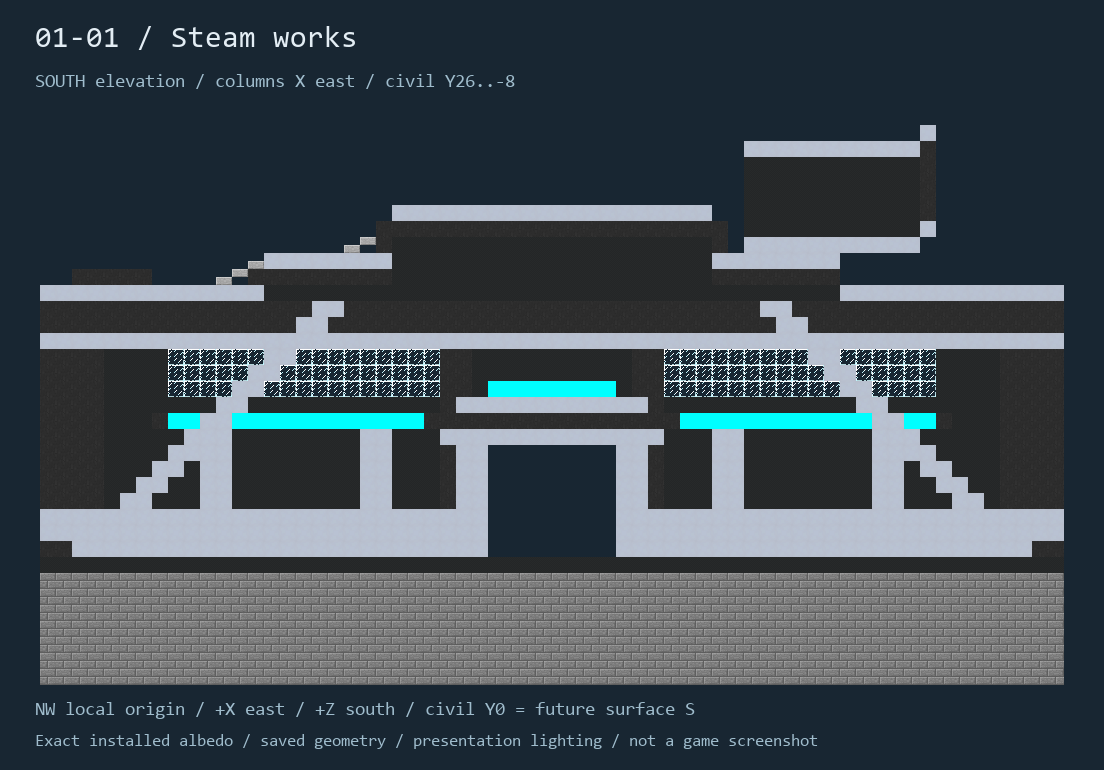 01-01 / Steam works
SOUTH elevation / columns X east / civil Y26..-8
NW local origin / +X east / +Z south / civil Y0 = future surface S
Exact installed albedo / saved geometry / presentation lighting / not a game screenshot